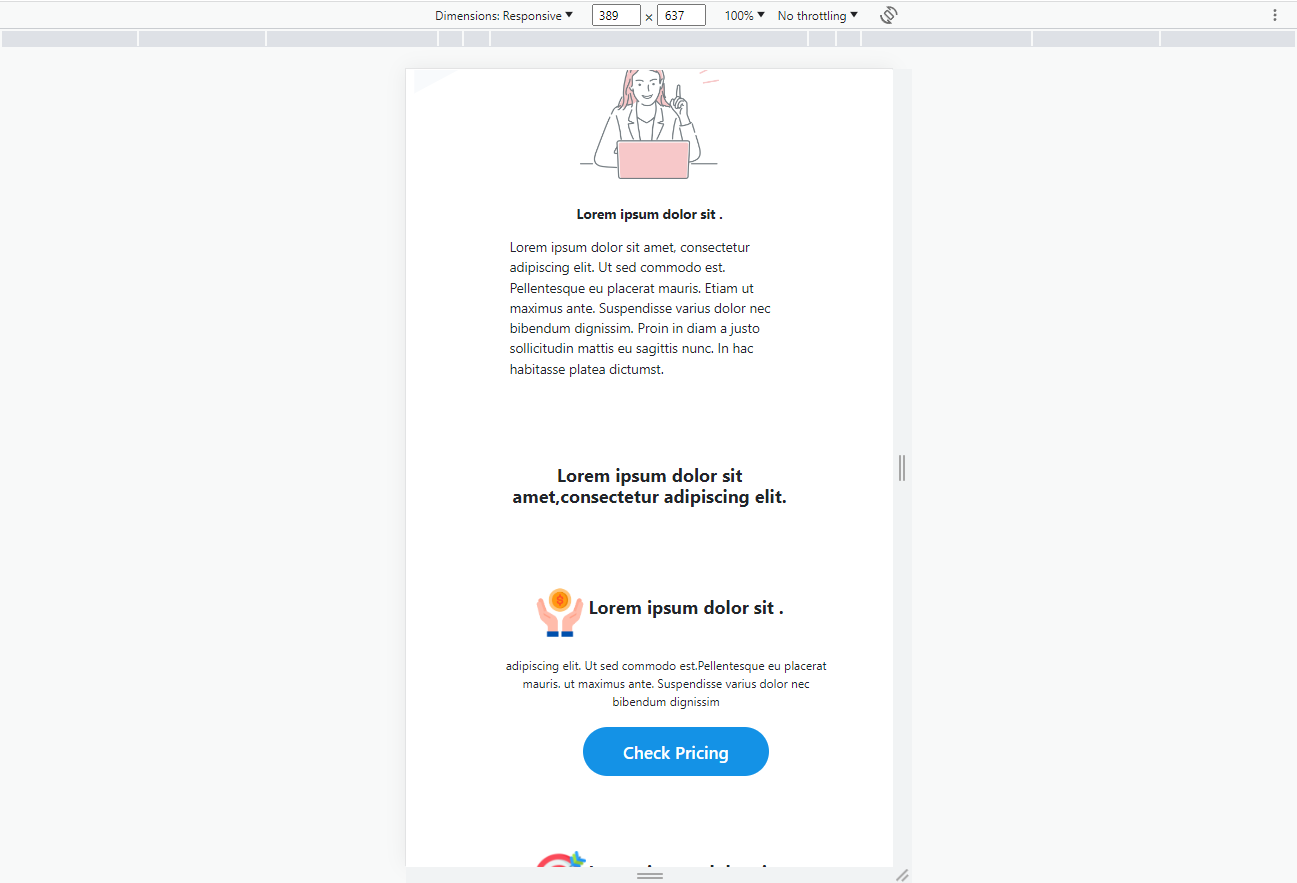 Dimensions: Responsive ▼ 389 × 637 100% ▼ No throttling ▼
Lorem ipsum dolor sit .
Lorem ipsum dolor sit amet, consectetur
adipiscing elit. Ut sed commodo est.
Pellentesque eu placerat mauris. Etiam ut
maximus ante. Suspendisse varius dolor nec
bibendum dignissim. Proin in diam a justo
sollicitudin mattis eu sagittis nunc. In hac
habitasse platea dictumst.
Lorem ipsum dolor sit
amet,consectetur adipiscing elit.
$
Lorem ipsum dolor sit .
adipiscing elit. Ut sed commodo est.Pellentesque eu placerat
mauris. ut maximus ante. Suspendisse varius dolor nec
bibendum dignissim
Check Pricing